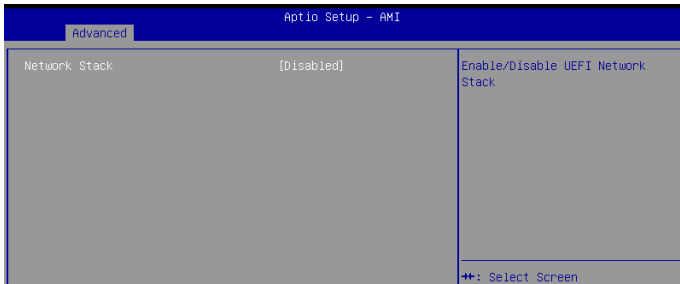 Aptio Setup – AMI
Advanced
Network Stack [Disabled]
Enable/Disable UEFI Network
Stack
→←: Select Screen